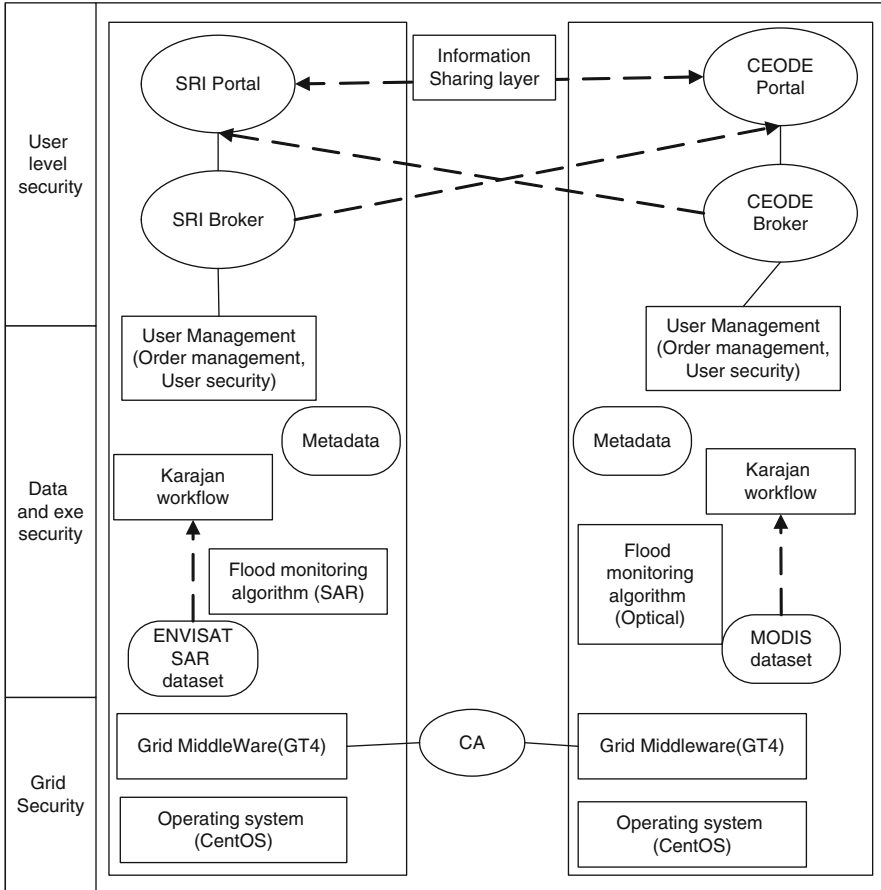 User
level
security
Data
and exe
security
Grid
Security
SRI Portal
SRI Broker
User Management
(Order management,
User security)
Metadata
Karajan
workflow
Flood monitoring
algorithm (SAR)
ENVISAT
SAR
dataset
Grid MiddleWare(GT4)
Operating system
(CentOS)
Information
Sharing layer
CA
CEODE
Portal
CEODE
Broker
User Management
(Order management,
User security)
Metadata
Karajan
workflow
Flood
monitoring
algorithm
(Optical)
MODIS
dataset
Grid Middleware(GT4)
Operating system
(CentOS)